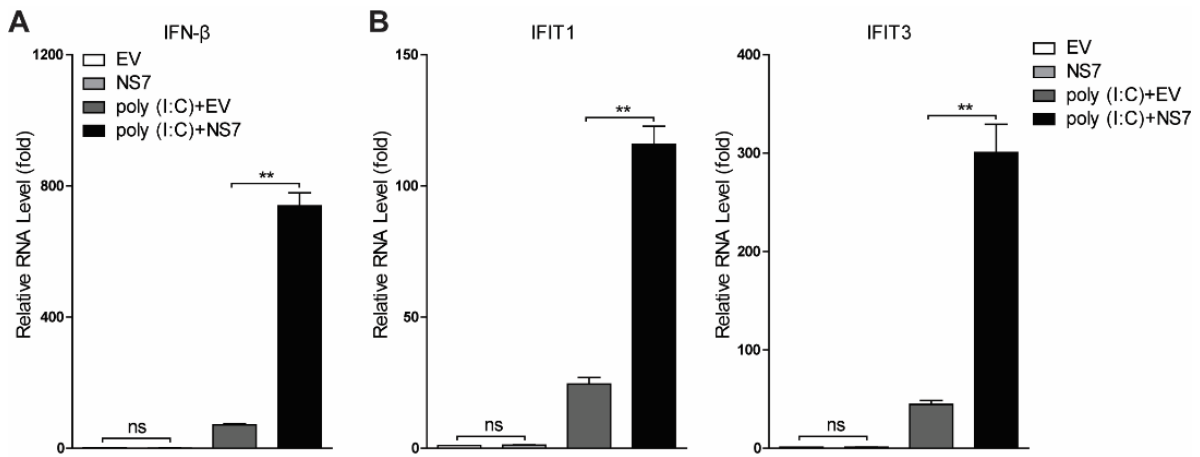 A
IFN-β
Relative RNA Level (fold)
1200
800
400
0
EV
NS7
poly (I:C)+EV
poly (I:C)+NS7
ns
**
B
IFIT1
Relative RNA Level (fold)
150
100
50
0
ns
**
IFIT3
Relative RNA Level (fold)
400
300
200
100
0
ns
**
EV
NS7
poly (I:C)+EV
poly (I:C)+NS7